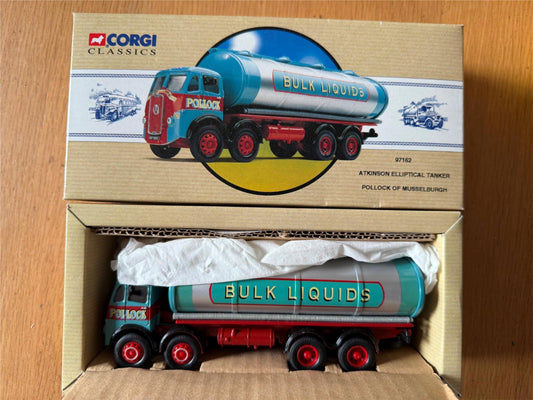 CORGI
CLASSICS
BULK LIQUIDS
POLLOCK
97162
ATKINSON ELLIPTICAL TANKER
POLLOCK OF MUSSELBURGH
BULK LIQUIDS
POLLOCK